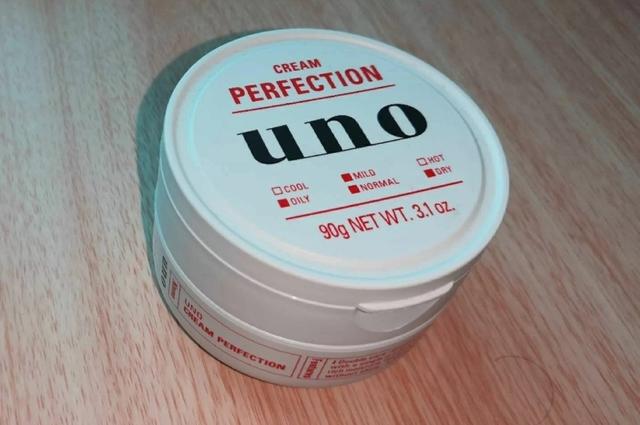 CREAM
PERFECTION
uno
COOL MILD HOT
OILY NORMAL DRY
90g NET WT. 3.1 oz.
UNO
CREAM PERFECTION